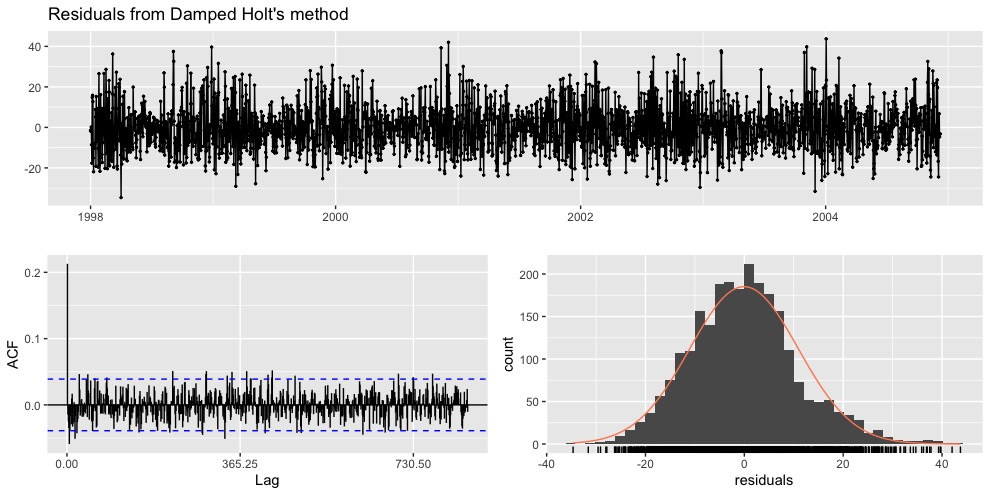 Residuals from Damped Holt's method
40
20
0
-20
1998 2000 2002 2004
0.2
0.1
0.0
ACF
0.00 365.25 730.50
Lag
200
150
100
50
0
count
-40 -20 0 20 40
residuals